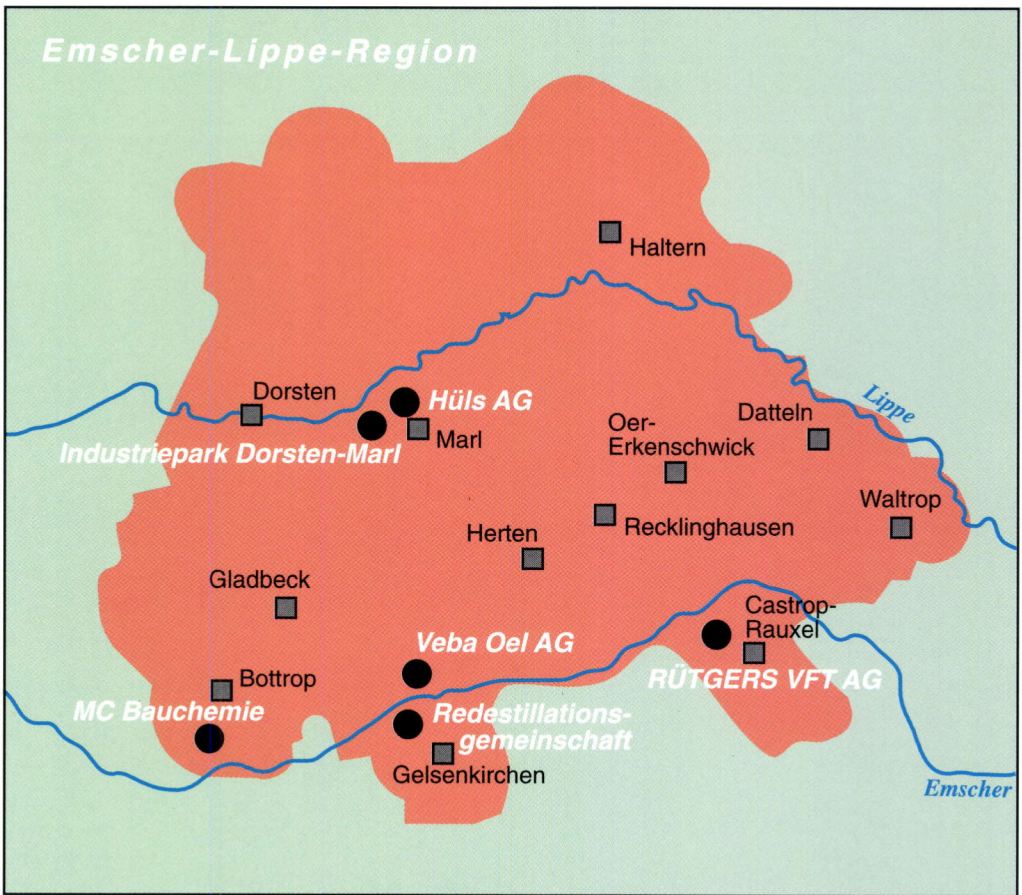 Emscher-Lippe-Region
Haltern
Dorsten
Hüls AG
Marl
Industriepark Dorsten-Marl
Oer-
Erkenschwick
Datteln
Lippe
Waltrop
Recklinghausen
Herten
Gladbeck
Castrop-
Rauxel
Veba Oel AG
RÜTGERS VFT AG
Bottrop
MC Bauchemie
Redestillations-
gemeinschaft
Gelsenkirchen
Emscher